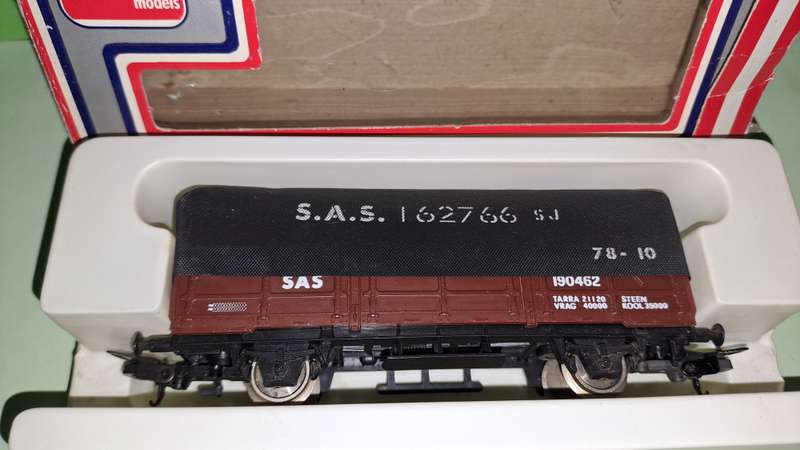 models
S.A.S. 162766 SJ
78-10
SAS 190462
TARRA 21120 STEEN
VRAG 40000 KOOL 35000